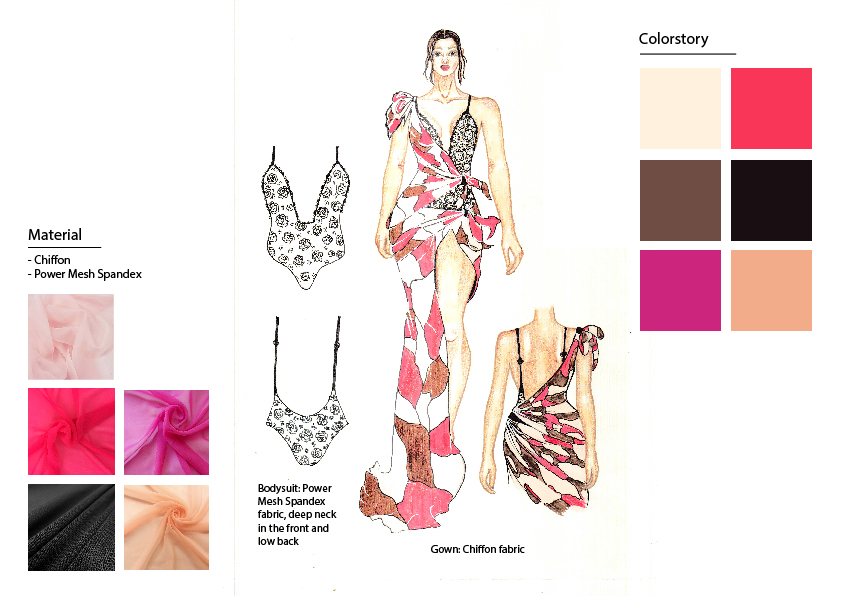 Colorstory
Material
- Chiffon
- Power Mesh Spandex
Bodysuit: Power
Mesh Spandex
fabric, deep neck
in the front and
low back
Gown: Chiffon fabric